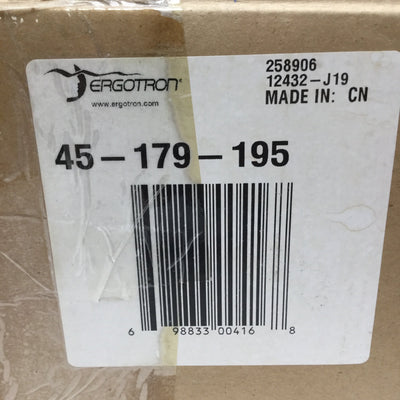 ERGOTRON®
www.ergotron.com
258906
12432-J19
MADE IN: CN
45-179-195
6 98833 00416 8